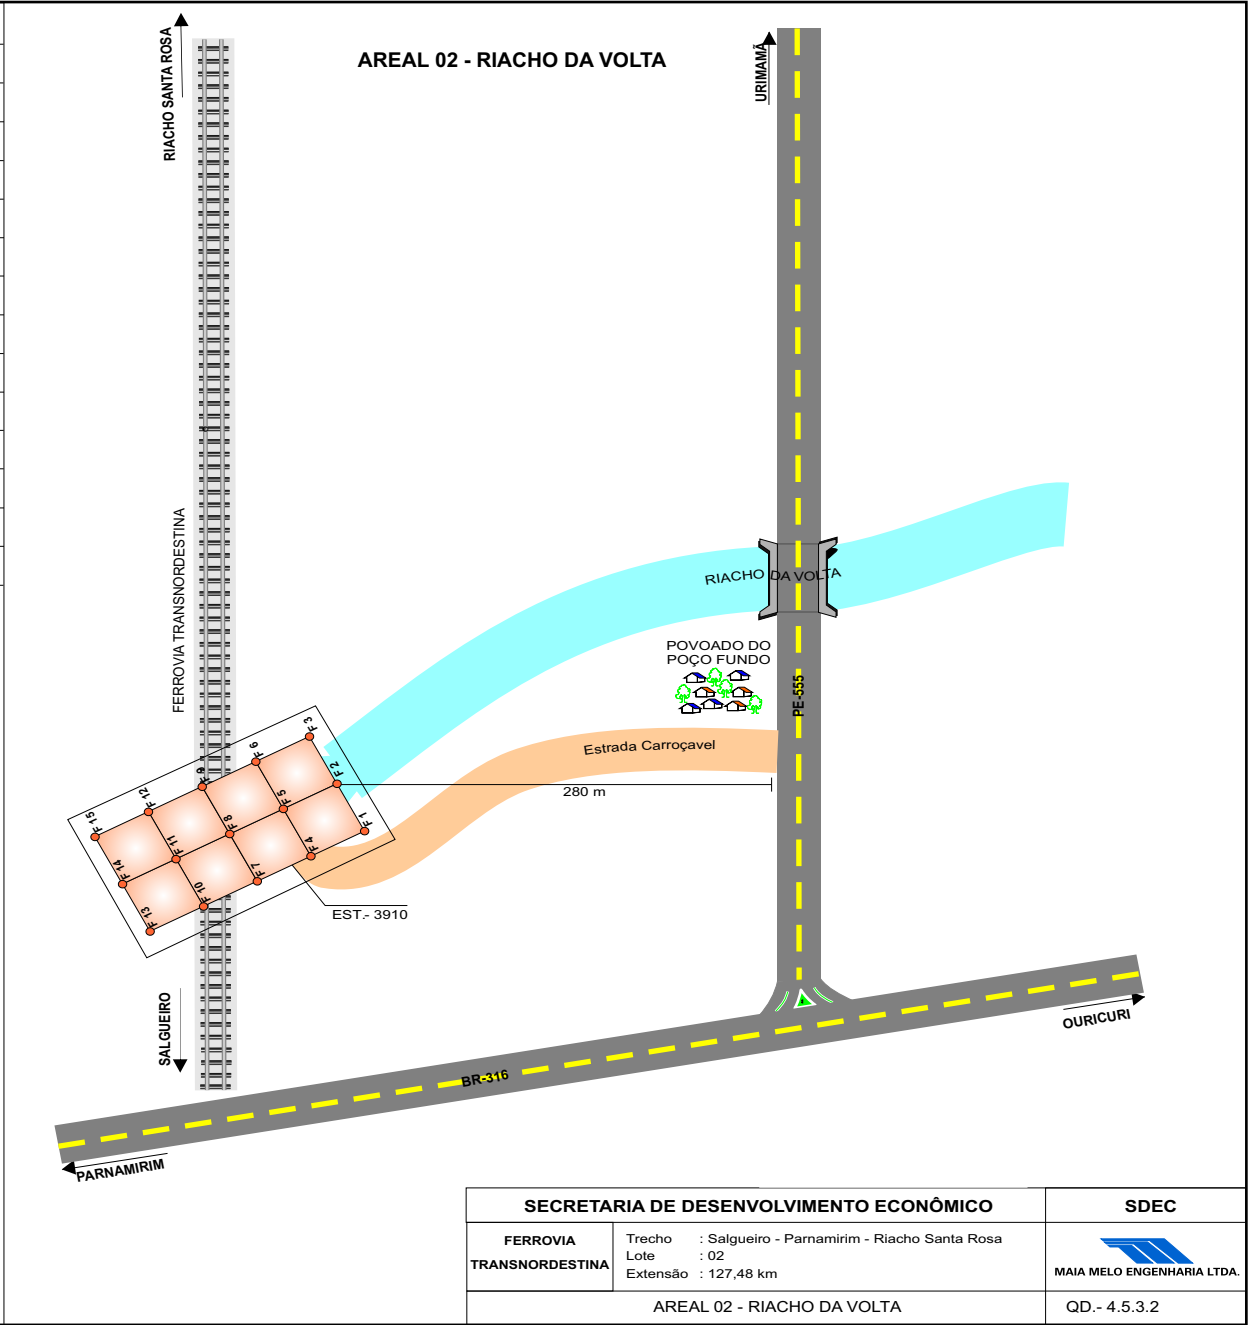 AREAL 02 - RIACHO DA VOLTA
RIACHO SANTA ROSA
URIMAMÃ
FERROVIA TRANSNORDESTINA
RIACHO DA VOLTA
POVOADO DO
POÇO FUNDO
PE-555
Estrada Carroçavel
280 m
F 3
F 6
F 9
F 12
F 15
F 2
F 5
F 8
F 11
F 14
F 1
F 4
F 7
F 10
F 13
EST.- 3910
SALGUEIRO
OURICURI
BR-316
PARNAMIRIM
SECRETARIA DE DESENVOLVIMENTO ECONÔMICO
SDEC
FERROVIA
TRANSNORDESTINA
Trecho : Salgueiro - Parnamirim - Riacho Santa Rosa
Lote : 02
Extensão : 127,48 km
MAIA MELO ENGENHARIA LTDA.
AREAL 02 - RIACHO DA VOLTA
QD.- 4.5.3.2